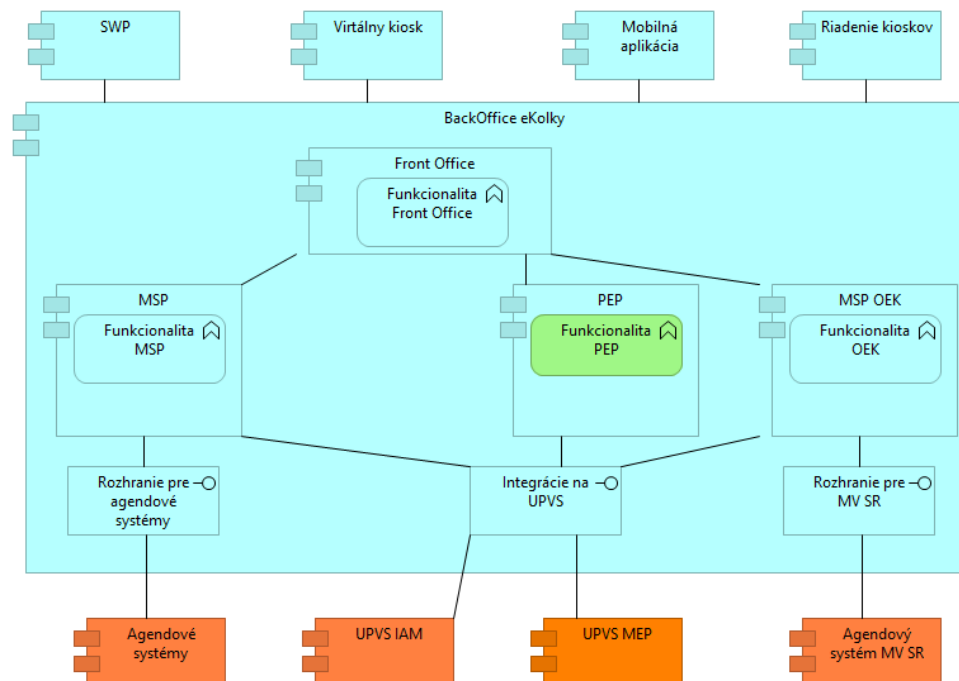 SWP
Virtálny kiosk
Mobilná
aplikácia
Riadenie kioskov
BackOffice eKolky
Front Office
Funkcionalita
Front Office
MSP
Funkcionalita
MSP
PEP
Funkcionalita
PEP
MSP OEK
Funkcionalita
OEK
Rozhranie pre
agendové
systémy
Integrácie na
UPVS
Rozhranie pre
MV SR
Agendové
systémy
UPVS IAM
UPVS MEP
Agendový
systém MV SR